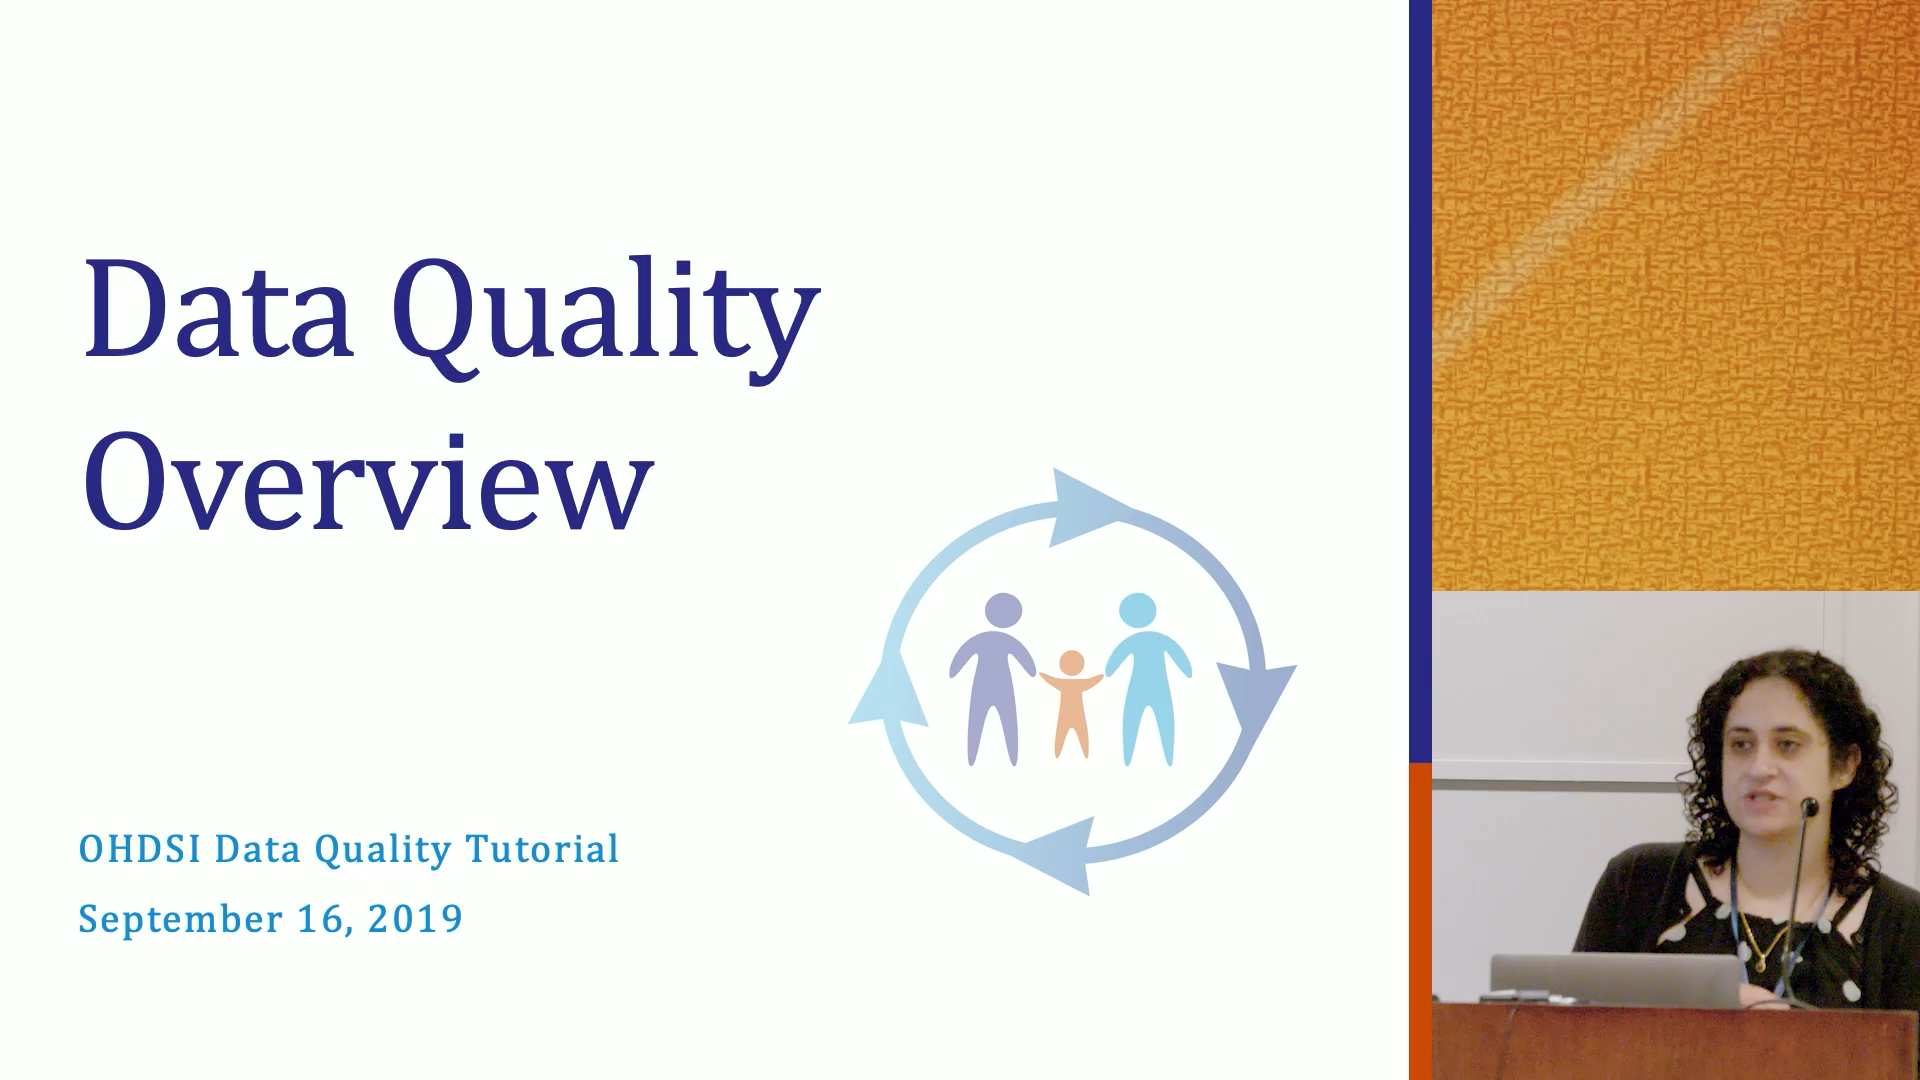 Data Quality
Overview
OHDSI Data Quality Tutorial
September 16, 2019